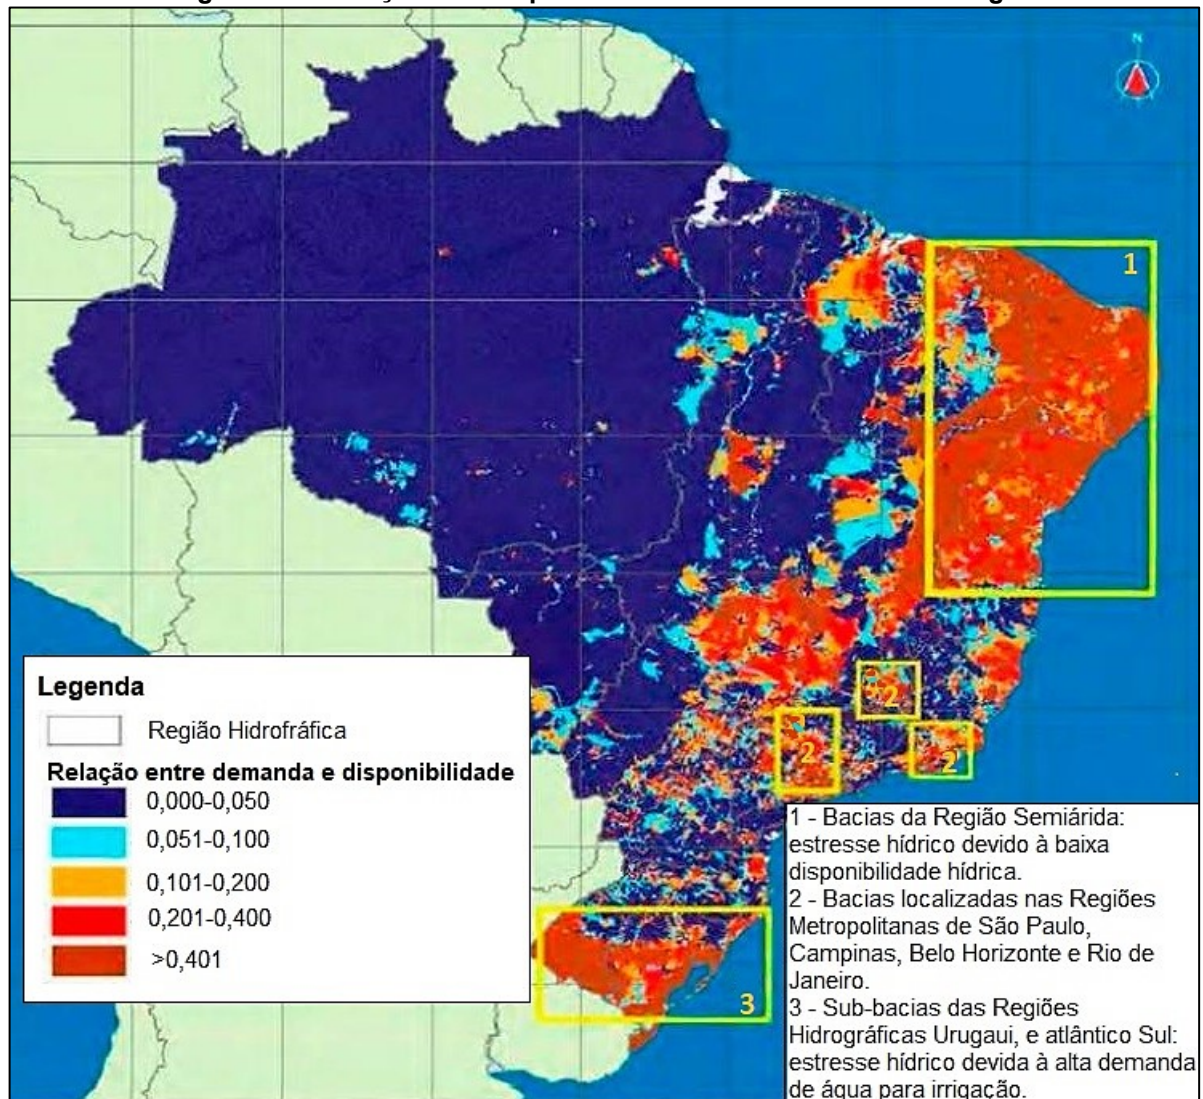 N
1
2
2
2
3
Legenda
Região Hidrofráfica
Relação entre demanda e disponibilidade
0,000-0,050
0,051-0,100
0,101-0,200
0,201-0,400
>0,401
1 - Bacias da Região Semiárida:
estresse hídrico devido à baixa
disponibilidade hídrica.
2 - Bacias localizadas nas Regiões
Metropolitanas de São Paulo,
Campinas, Belo Horizonte e Rio de
Janeiro.
3 - Sub-bacias das Regiões
Hidrográficas Urugaui, e atlântico Sul:
estresse hídrico devida à alta demanda
de água para irrigação.